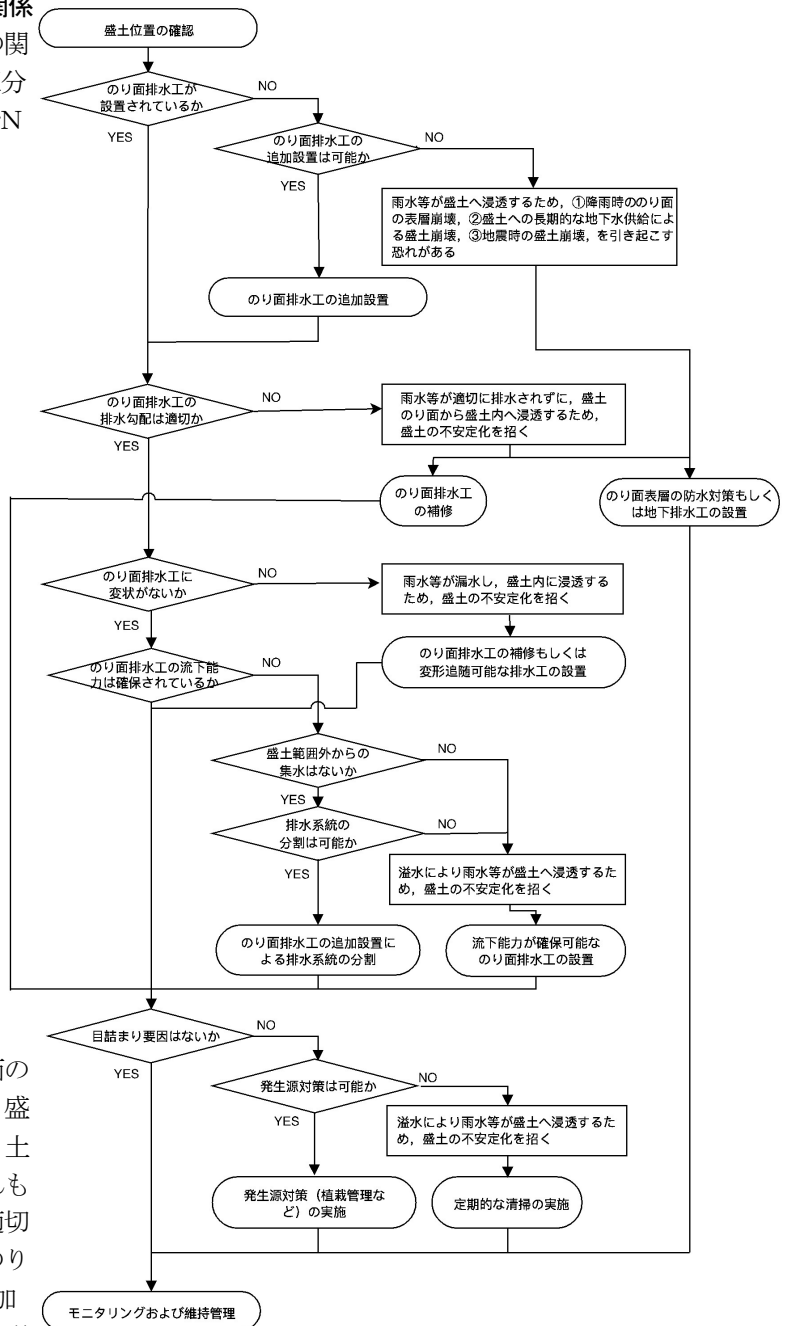 関係
の関
分
N
盛土位置の確認
のり面排水工が
設置されているか
NO
YES
のり面排水工の
追加設置は可能か
NO
YES
雨水等が盛土へ浸透するため，①降雨時ののり面
の表層崩壊，②盛土への長期的な地下水供給によ
る盛土崩壊，③地震時の盛土崩壊，を引き起こす
恐れがある
のり面排水工の追加設置
のり面排水工の
排水勾配は適切か
NO
YES
雨水等が適切に排水されずに，盛土
のり面から盛土内へ浸透するため，
盛土の不安定化を招く
のり面排水工
の補修
のり面表層の防水対策もしく
は地下排水工の設置
のり面排水工に
変状がないか
NO
YES
雨水等が漏水し，盛土内に浸透する
ため，盛土の不安定化を招く
のり面排水工の補修もしくは
変形追随可能な排水工の設置
のり面排水工の流下能
力は確保されているか
NO
盛土範囲外からの
集水はないか
NO
YES
排水系統の
分割は可能か
NO
YES
溢水により雨水等が盛土へ浸透するた
め，盛土の不安定化を招く
のり面排水工の追加設置に
よる排水系統の分割
流下能力が確保可能な
のり面排水工の設置
目詰まり要因はないか
NO
YES
発生源対策は可能か
NO
YES
溢水により雨水等が盛土へ浸透するた
め，盛土の不安定化を招く
発生源対策（植栽管理な
ど）の実施
定期的な清掃の実施
モニタリングおよび維持管理
面の
盛
土
も
適切
のり
加